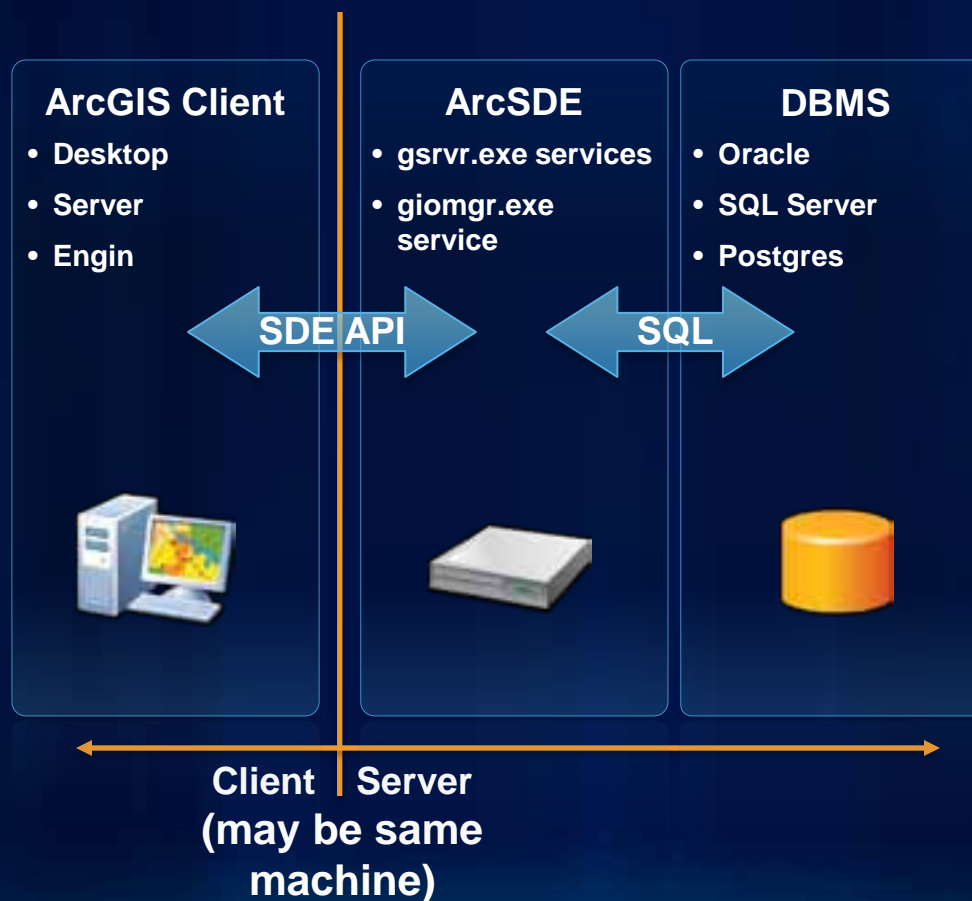 ArcGIS Client
• Desktop
• Server
• Engin
ArcSDE
• gsrvr.exe services
• giomgr.exe
service
DBMS
• Oracle
• SQL Server
• Postgres
SDE API
SQL
Client
Server
(may be same
machine)